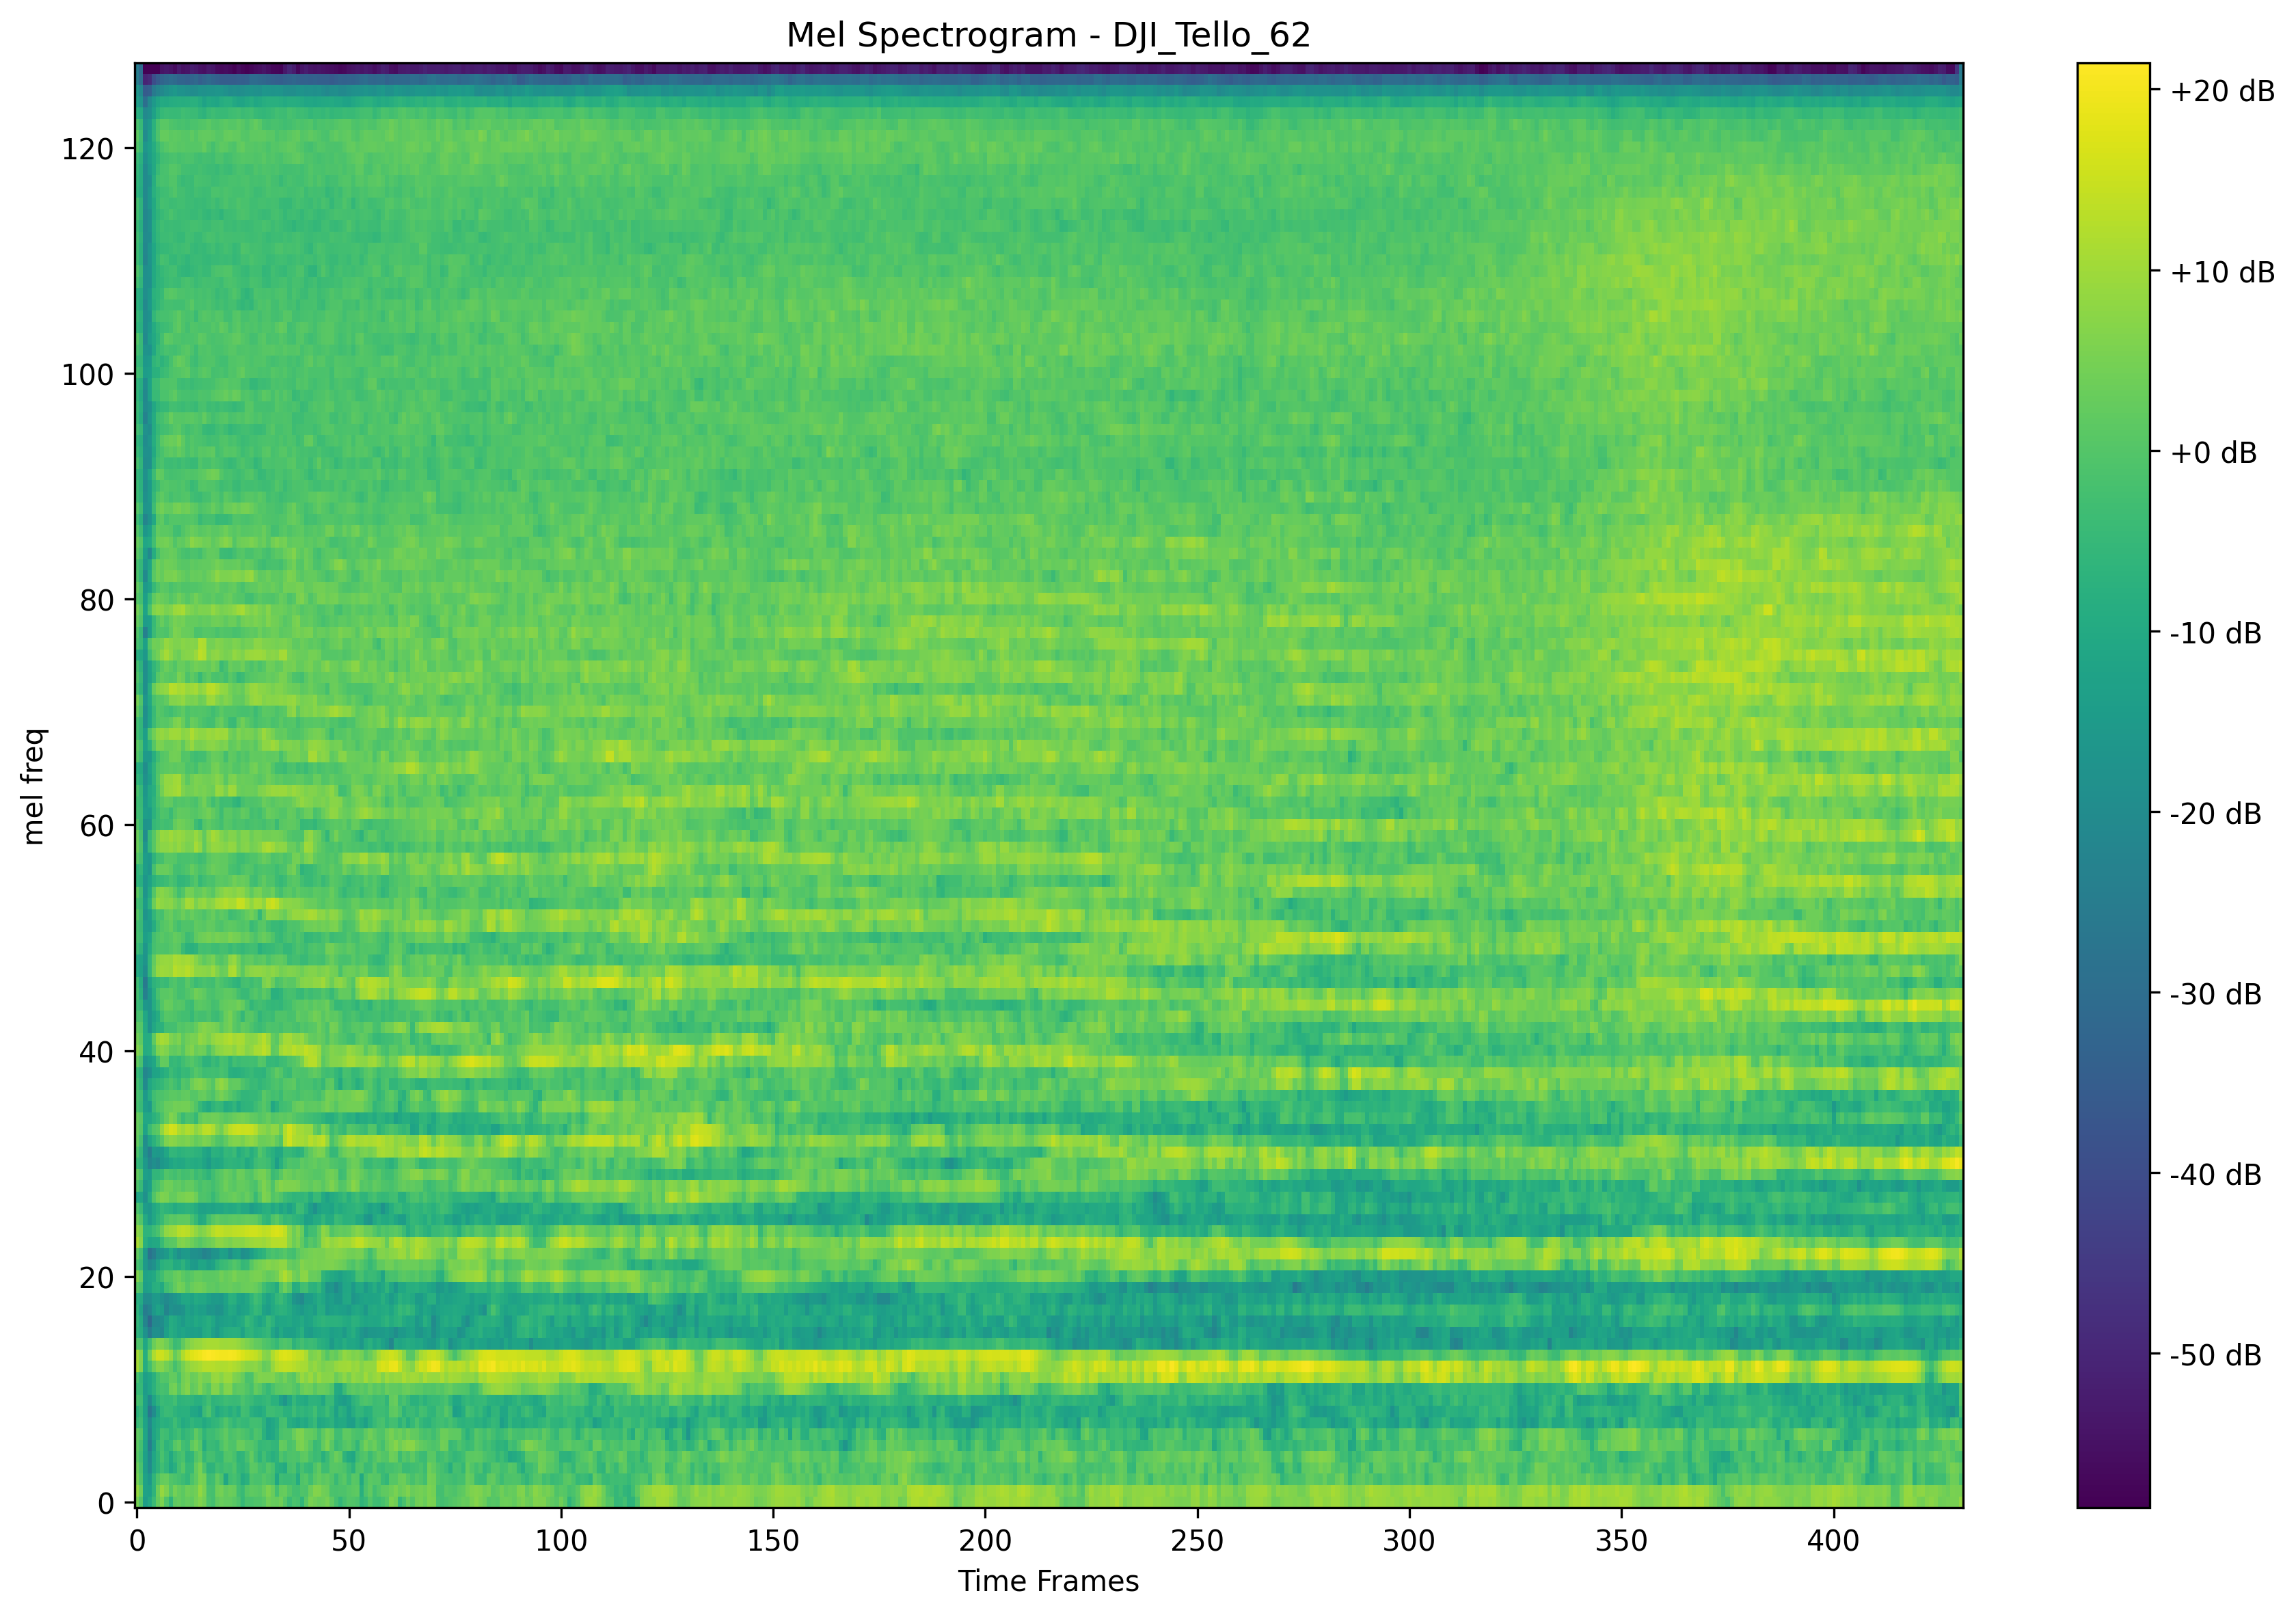 Mel Spectrogram - DJI_Tello_62
mel freq
120
100
80
60
40
20
0
0 50 100 150 200 250 300 350 400
Time Frames
+20 dB
+10 dB
+0 dB
-10 dB
-20 dB
-30 dB
-40 dB
-50 dB